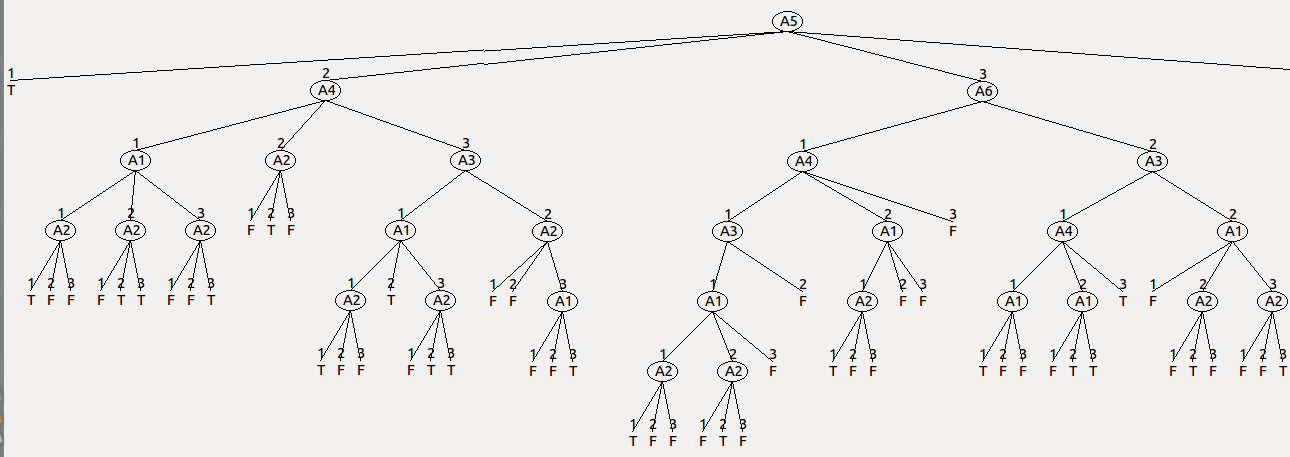 A5
1 2 3
T A4 A6
1 2 3 1 2
A1 A2 A3 A4 A3
1 2 3 1 2 3 1 2 1 2 3 1 2
A2 A2 A2 F T F A1 A2 A3 A1 F A4 A1
1 2 3 1 2 3 1 2 3 1 2 3 1 2 3 1 2 1 2 3 1 2 3 1 2 3
T F F F T T F F T A2 T A2 F F A1 A1 F A2 F F A1 A1 T F A2 A2
1 2 3 1 2 3 1 2 3 1 2 3 1 2 3 1 2 3 1 2 3 1 2 3 1 2 3
T F F F T T F F T A2 A2 F T F F T F F F T T F T F F F T
1 2 3 1 2 3
T F F F T F